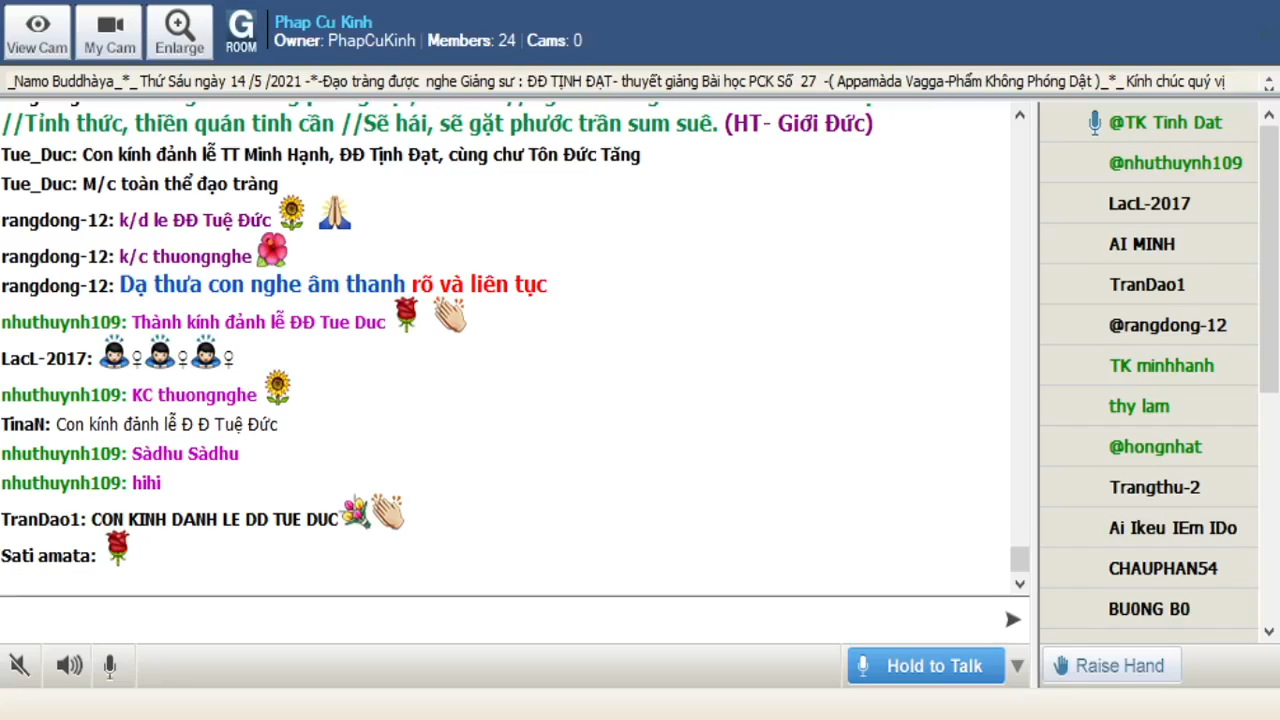 View Cam
My Cam
Enlarge
G
ROOM
Phap Cu Kinh
Owner: PhapCuKinh | Members: 24 | Cams: 0
_Namo Buddhàya_*_ Thứ Sáu ngày 14 /5 /2021 -*-Đạo tràng được nghe Giảng sư : ĐĐ TỊNH ĐẠT- thuyết giảng Bài học PCK Số 27 -( Appamàda Vagga-Phẩm Không Phóng Dật )_*_ Kính chúc quý vị
//Tỉnh thức, thiền quán tinh cần //Sẽ hái, sẽ gặt phước trần sum suê. (HT- Giới Đức)
Tue_Duc: Con kính đảnh lễ TT Minh Hạnh, ĐĐ Tịnh Đạt, cùng chư Tôn Đức Tăng
Tue_Duc: M/c toàn thể đạo tràng
rangdong-12: k/d le ĐĐ Tuệ Đức
rangdong-12: k/c thuongnghe
rangdong-12: Dạ thưa con nghe âm thanh rõ và liên tục
nhuthuynh109: Thành kính đảnh lễ ĐĐ Tue Duc
LacL-2017: ♀♀♀
nhuthuynh109: KC thuongnghe
TinaN: Con kính đảnh lễ Đ Đ Tuệ Đức
nhuthuynh109: Sàdhu Sàdhu
nhuthuynh109: hihi
TranDao1: CON KINH DANH LE DD TUE DUC
Sati amata:
Hold to Talk
@TK Tinh Dat
@nhuthuynh109
LacL-2017
AI MINH
TranDao1
@rangdong-12
TK minhhanh
thy lam
@hongnhat
Trangthu-2
Ai Ikeu IEm IDo
CHAUPHAN54
BU0NG B0
Raise Hand